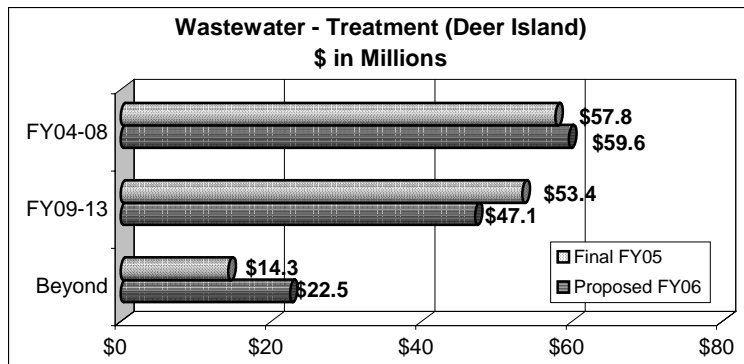 Wastewater - Treatment (Deer Island)
$ in Millions
FY04-08
$57.8
$59.6
FY09-13
$53.4
$47.1
Beyond
$14.3
$22.5
Final FY05
Proposed FY06
$0 $20 $40 $60 $80